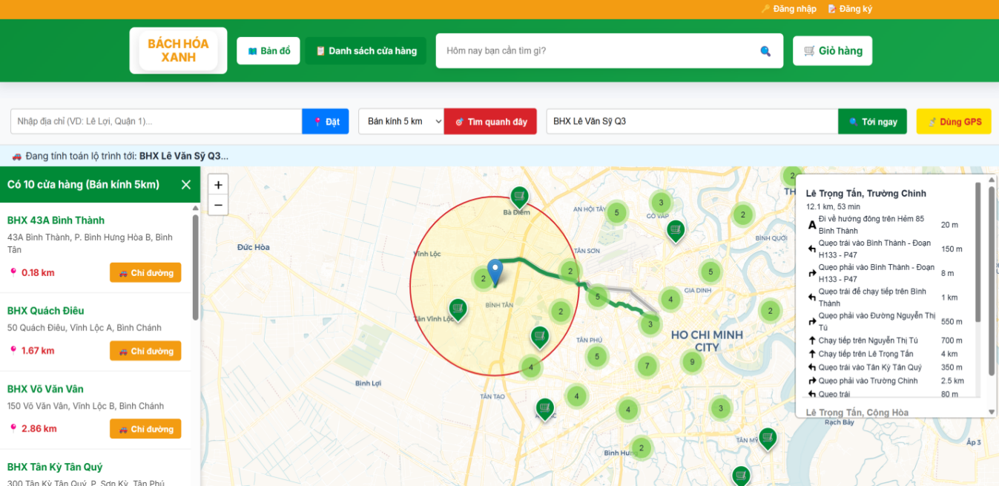 Đăng nhập Đăng ký
BÁCH HÓA
XANH
Bản đồ
Danh sách cửa hàng
Hôm nay bạn cần tìm gì?
Giỏ hàng
Nhập địa chỉ (VD: Lê Lợi, Quận 1)...
Đặt
Bán kính 5 km
Tìm quanh đây
BHX Lê Văn Sỹ Q3
Tới ngay
Dùng GPS
Đang tính toán lộ trình tới: BHX Lê Văn Sỹ Q3...
Có 10 cửa hàng (Bán kính 5km)
BHX 43A Bình Thành
43A Bình Thành, P. Bình Hưng Hòa B, Bình
Tân
0.18 km
Chỉ đường
BHX Quách Điêu
50 Quách Điêu, Vĩnh Lộc A, Bình Chánh
1.67 km
Chỉ đường
BHX Võ Văn Vân
150 Võ Văn Vân, Vĩnh Lộc B, Bình Chánh
2.86 km
Chỉ đường
BHX Tân Kỳ Tân Quý
300 Tân Kỳ Tân Quý, P. Sơn Kỳ, Tân Phú
+
−
Đức Hòa
Bà Điểm
Vĩnh Lộc
2
BÌNH TÂN
Tân Vĩnh Lộc
2
2
4
Bình Lợi
TÂN TẠO
AN HỘI TÂY
5
3
GÒ VẤP
2
2
BÌNH QUỚI
TÂN SƠN
5
5
4
GIA ĐỊNH
3
2
HO CHI MINH
CITY
TÂN PHÚ
5
7
9
4
4
3
2
Bình Hưng
TÂN MỸ
Rạch Bảy
Ấp 3
Lê Trọng Tấn, Trường Chinh
12.1 km, 53 min
Đi về hướng đông trên Hẻm 85
Bình Thành
20 m
Quẹo trái vào Bình Thành - Đoạn
H133 - P47
150 m
Quẹo phải vào Bình Thành - Đoạn
H133 - P47
8 m
Quẹo trái để chạy tiếp trên Bình
Thành
1 km
Quẹo phải vào Đường Nguyễn Thị
Tú
550 m
Chạy tiếp trên Nguyễn Thị Tú 700 m
Chạy tiếp trên Lê Trọng Tấn 4 km
Quẹo trái vào Tân Kỳ Tân Quý 350 m
Quẹo phải vào Trường Chinh 2.5 km
Quẹo trái 80 m
Lê Trọng Tấn, Cộng Hòa